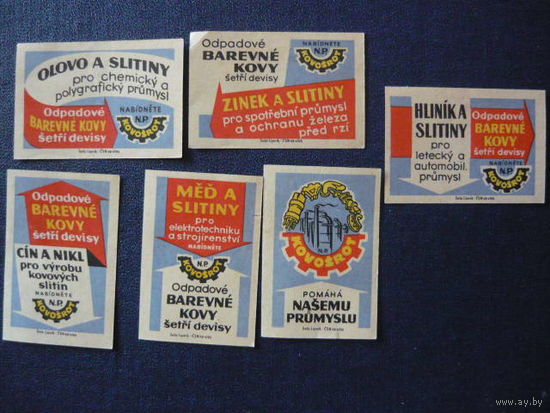 OLOVO A SLITINY
pro chemický a
polygrafický průmysl
Odpadové
BAREVNÉ KOVY
šetří devisy
NABÍDNĚTE
N.P.
KOVOŠROT
Odpadové
BAREVNÉ
KOVY
šetří devisy
NABÍDNĚTE
N.P.
KOVOŠROT
ZINEK A SLITINY
pro spotřební průmysl
a ochranu železa
před rzí
HLINÍK A
SLITINY
pro
letecký a
automobil.
průmysl
Odpadové
BAREVNÉ
KOVY
šetří devisy
NABÍDNĚTE
N.P.
KOVOŠROT
Odpadové
BAREVNÉ
KOVY
šetří devisy
CÍN A NIKL
pro výrobu
kovových
slitin
NABÍDNĚTE
N.P.
KOVOŠROT
MĚĎ A
SLITINY
pro
elektrotechniku
a strojírenství
NABÍDNĚTE
N.P.
KOVOŠROT
Odpadové
BAREVNÉ
KOVY
šetří devisy
N.P.
KOVOŠROT
POMÁHÁ
NAŠEMU
PRŮMYSLU
www.ay.by